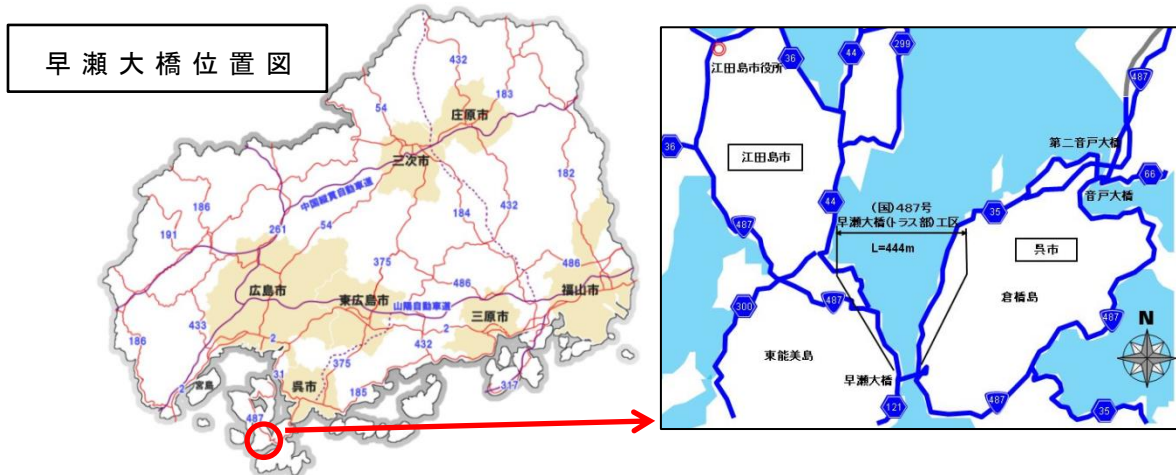 早瀬大橋位置図
432
183
54
庄原市
三次市
182
中国縦貫自動車道
186
184
432
191
261
54
375
486
486
広島市
東広島市
山陽自動車道
福山市
三原市
433
2
2
432
186
375
31
宮島
呉市
185
317
2
487
36
44
299
江田島市役所
487
第二音戸大橋
36
江田島市
66
音戸大橋
44
(国)487号
35
早瀬大橋(トラス部)工区
487
L=444m
呉市
倉橋島
300
487
487
N
東能美島
早瀬大橋
487
121
35